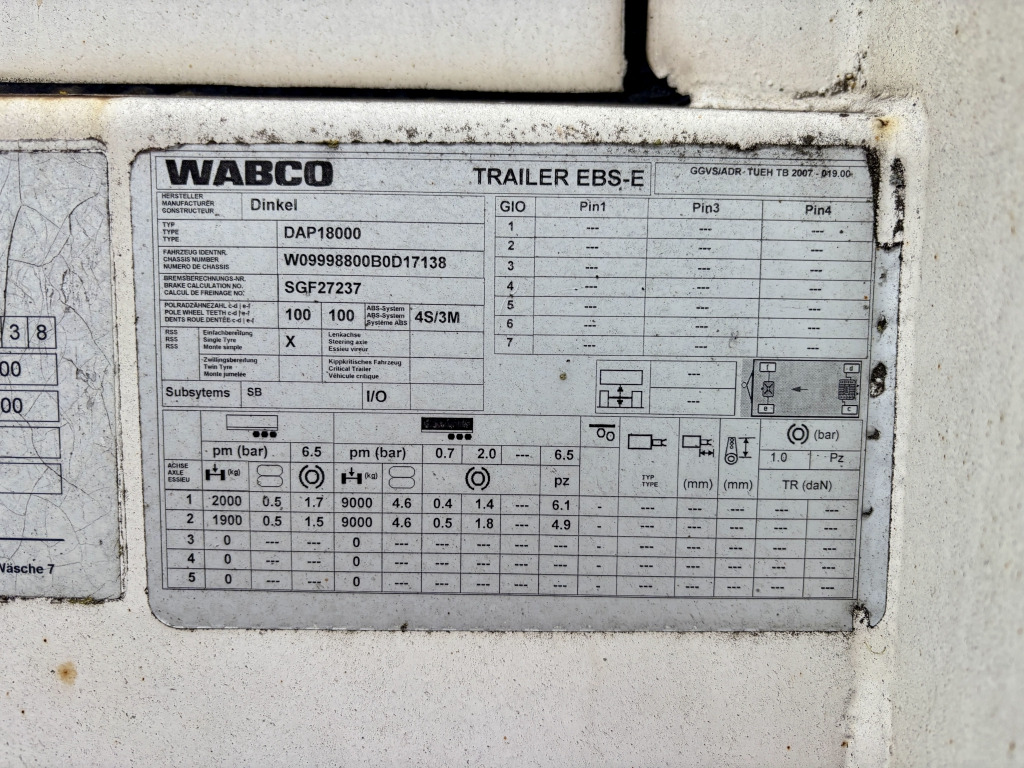 WABCO TRAILER EBS-E GGVS/ADR- TUEH TB 2007 - 019.00
HERSTELLER
MANUFACTURER
CONSTRUCTEUR
Dinkel
TYP
TYPE
TYPE
DAP18000
FAHRZEUG IDENTNR.
CHASSIS NUMBER
NUMERO DE CHASSIS
W09998800B0D17138
BREMSBERECHNUNGS-NR.
BRAKE CALCULATION NO.
CALCUL DE FREINAGE NO.
SGF27237
POLRADZÄHNEZAHL c-d | e-f
POLE WHEEL TEETH c-d | e-f
DENTS ROUE DENTÉE c-d | e-f
100 100
ABS-System
ABS-System
Système ABS
4S/3M
RSS Einfachbereifung
RSS Single Tyre
RSS Monte simple
X
Lenkachse
Steering axle
Essieu vireur
Zwillingsbereifung
Twin Tyre
Monte jumelée
Kippkritisches Fahrzeug
Critical Trailer
Véhicule critique
Subsytems SB I/O
GIO Pin1 Pin3 Pin4
1 --- --- ---
2 --- --- ---
3 --- --- ---
4 --- --- ---
5 --- --- ---
6 --- --- ---
7 --- --- ---
---
---
f d
e c
pm (bar) 6.5 pm (bar) 0.7 2.0 --- 6.5
(bar)
1.0 Pz
ACHSE
AXLE
ESSIEU
(kg) (kg) pz
TYP
TYPE
(mm) (mm) TR (daN)
1 2000 0.5 1.7 9000 4.6 0.4 1.4 --- 6.1 - --- --- --- --- ---
2 1900 0.5 1.5 9000 4.6 0.5 1.8 --- 4.9 - --- --- --- --- ---
3 0 --- --- 0 --- --- --- --- --- - --- --- --- --- ---
4 0 --- --- 0 --- --- --- --- --- - --- --- --- --- ---
5 0 --- --- 0 --- --- --- --- --- - --- --- --- --- ---
3 8
00
00
Wäsche 7